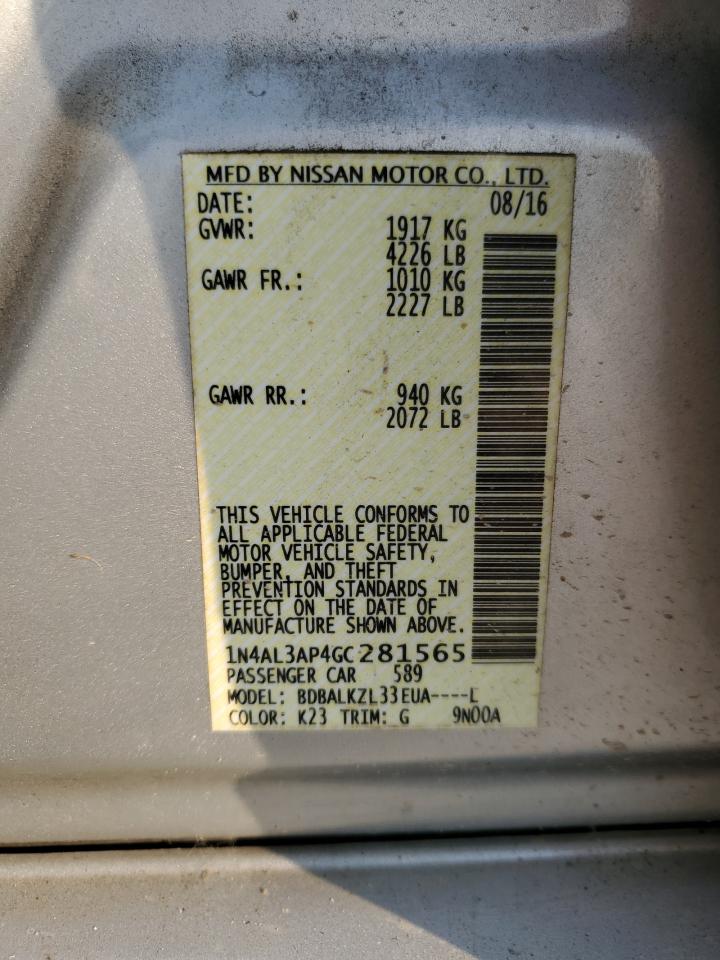 MFD BY NISSAN MOTOR CO., LTD.
DATE: 08/16
GVWR: 1917 KG
4226 LB
GAWR FR.: 1010 KG
2227 LB
GAWR RR.: 940 KG
2072 LB
THIS VEHICLE CONFORMS TO
ALL APPLICABLE FEDERAL
MOTOR VEHICLE SAFETY,
BUMPER, AND THEFT
PREVENTION STANDARDS IN
EFFECT ON THE DATE OF
MANUFACTURE SHOWN ABOVE.
1N4AL3AP4GC281565
PASSENGER CAR 589
MODEL: BDBALKZL33EUA----L
COLOR: K23 TRIM: G 9N00A